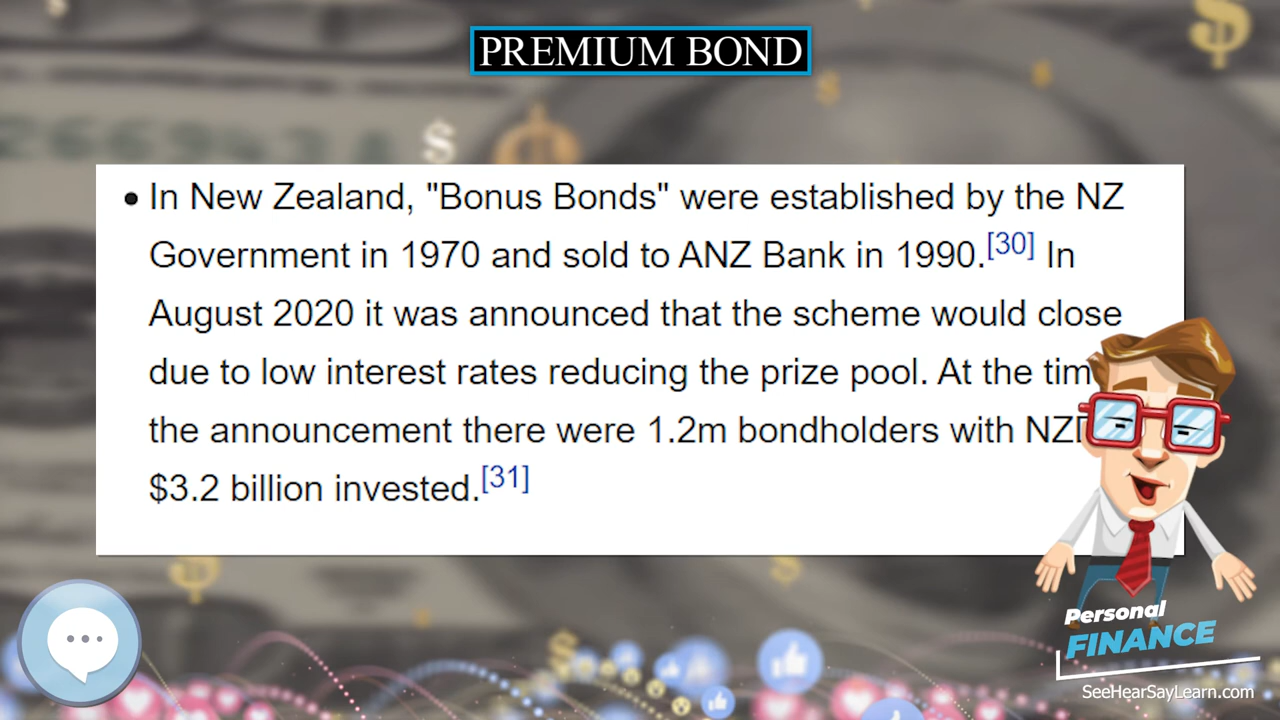 PREMIUM BOND
• In New Zealand, "Bonus Bonds" were established by the NZ
Government in 1970 and sold to ANZ Bank in 1990.[30] In
August 2020 it was announced that the scheme would close
due to low interest rates reducing the prize pool. At the
the announcement there were 1.2m bondholders with
$3.2 billion invested.[31]
Personal
FINANCE
SeeHearSayLearn.com